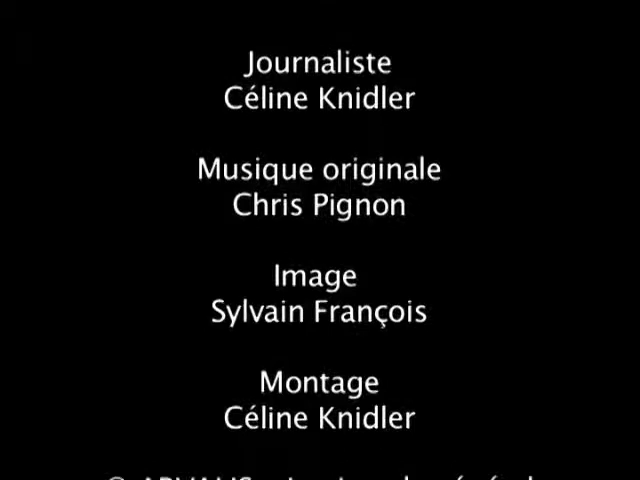 Journaliste
Céline Knidler
Musique originale
Chris Pignon
Image
Sylvain François
Montage
Céline Knidler